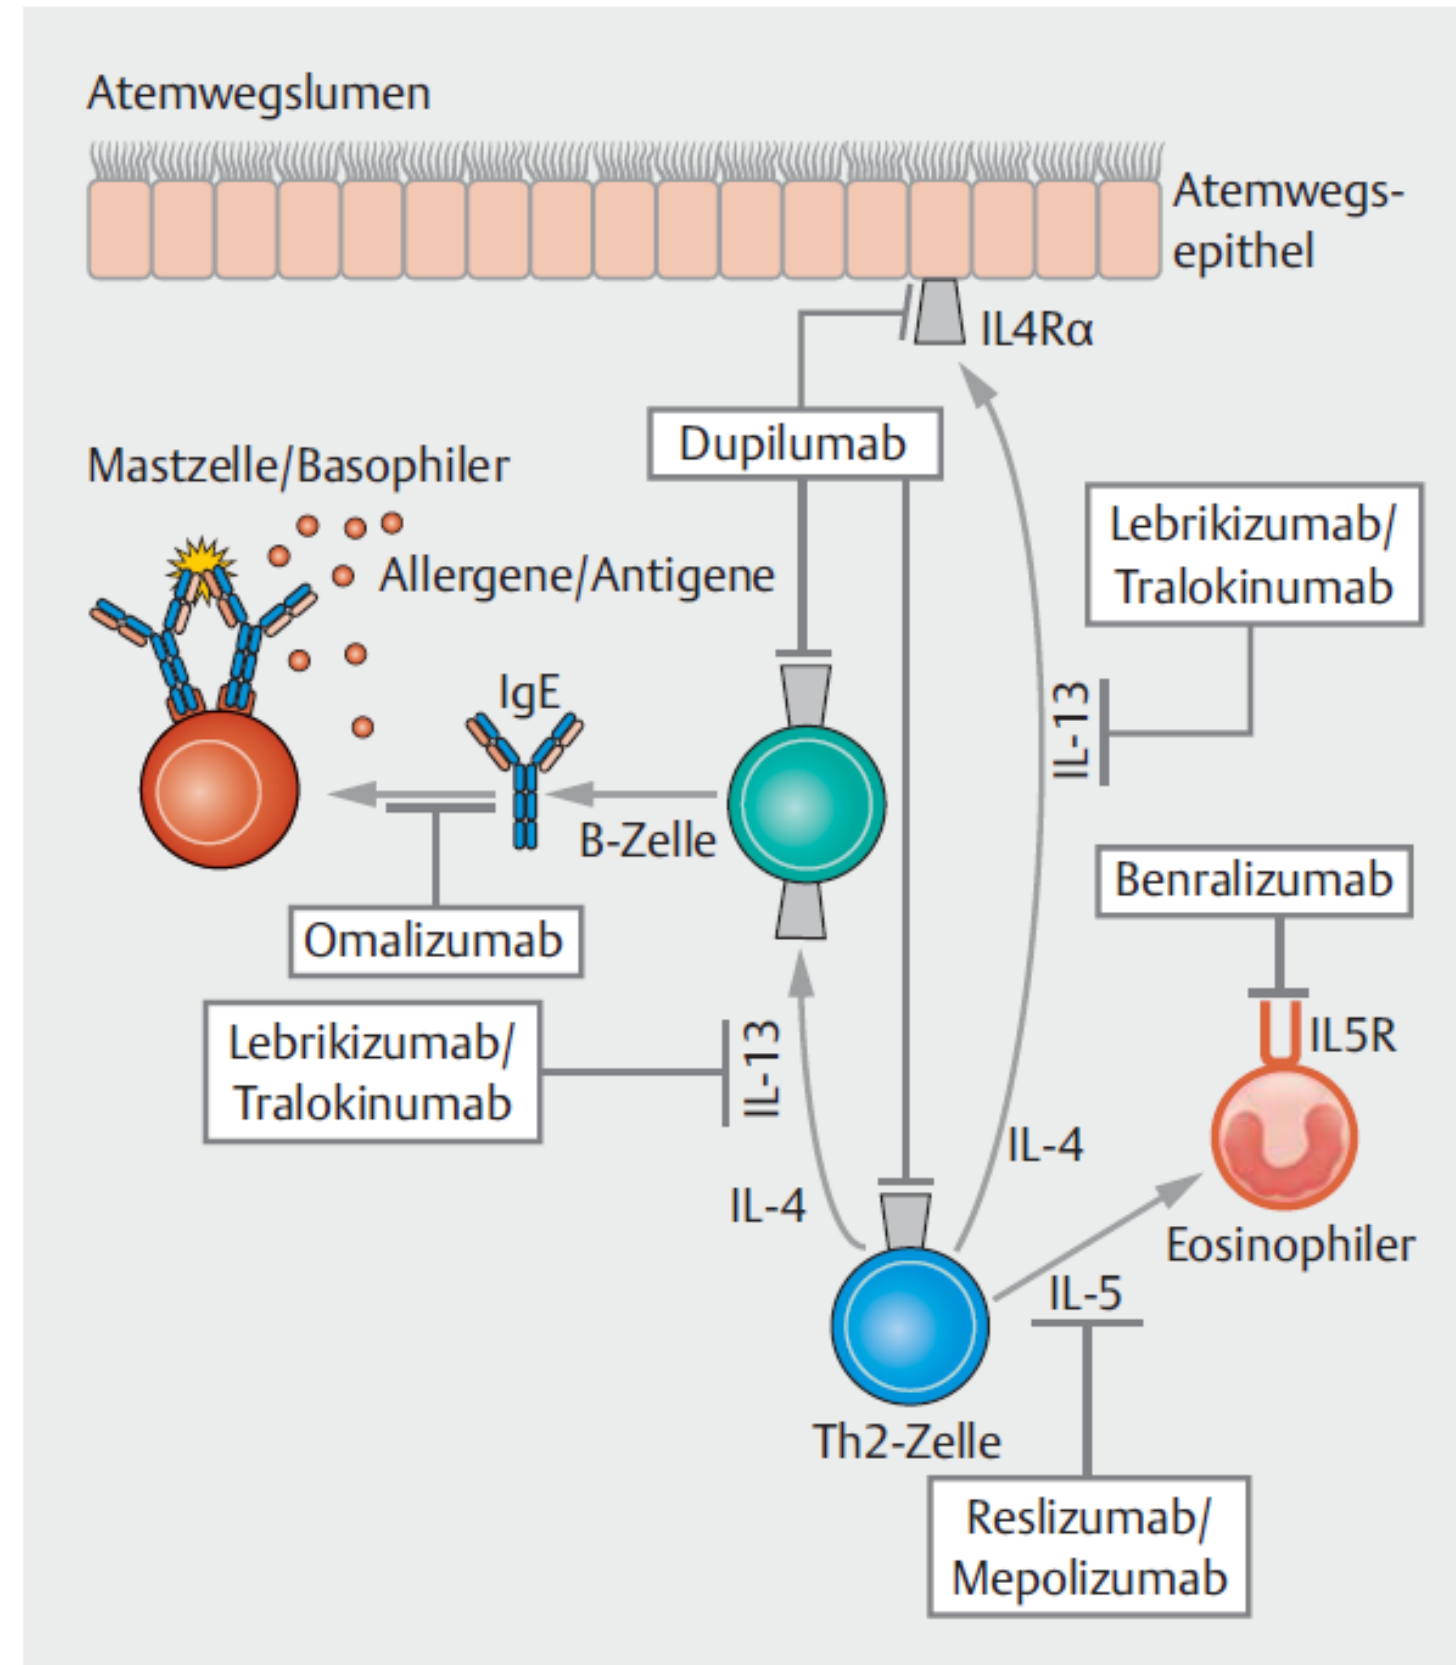 Atemwegslumen
Atemwegs-
epithel
IL4Rα
Dupilumab
Mastzelle/Basophiler
Allergene/Antigene
Lebrikizumab/
Tralokinumab
IL-13
IgE
B-Zelle
Omalizumab
Benralizumab
IL5R
Lebrikizumab/
Tralokinumab
IL-13
IL-4
IL-4
Eosinophiler
IL-5
Th2-Zelle
Reslizumab/
Mepolizumab